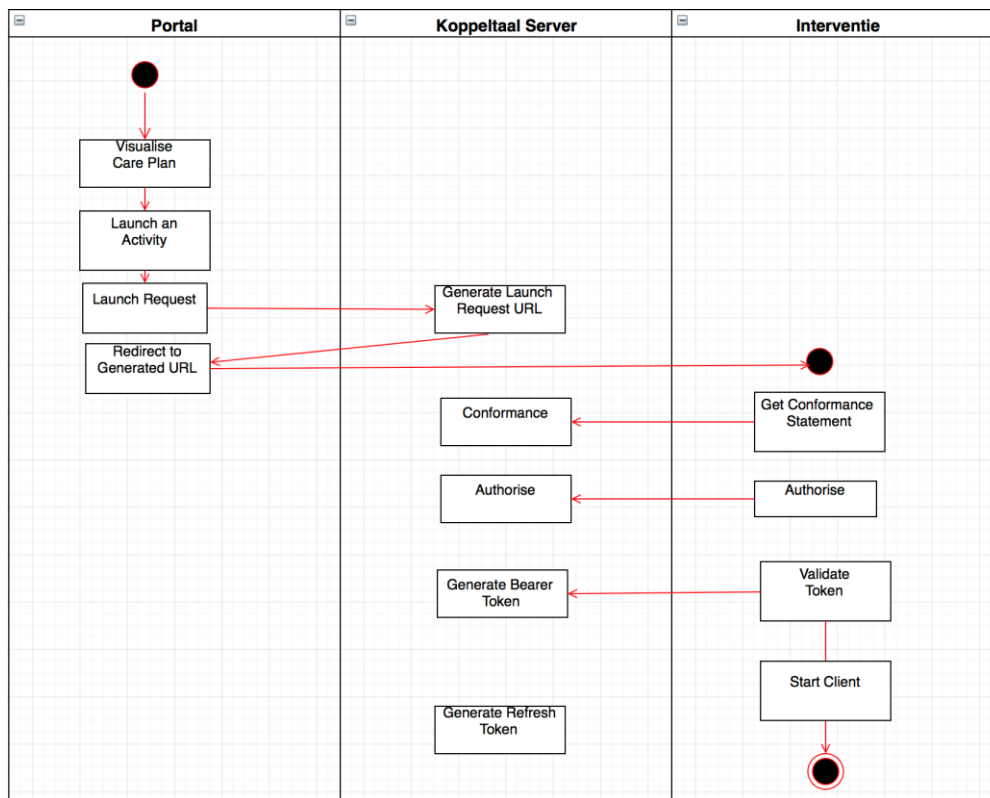 Portal
Koppeltaal Server
Interventie
Visualise
Care Plan
Launch an
Activity
Launch Request
Generate Launch
Request URL
Redirect to
Generated URL
Conformance
Get Conformance
Statement
Authorise
Authorise
Generate Bearer
Token
Validate
Token
Start Client
Generate Refresh
Token